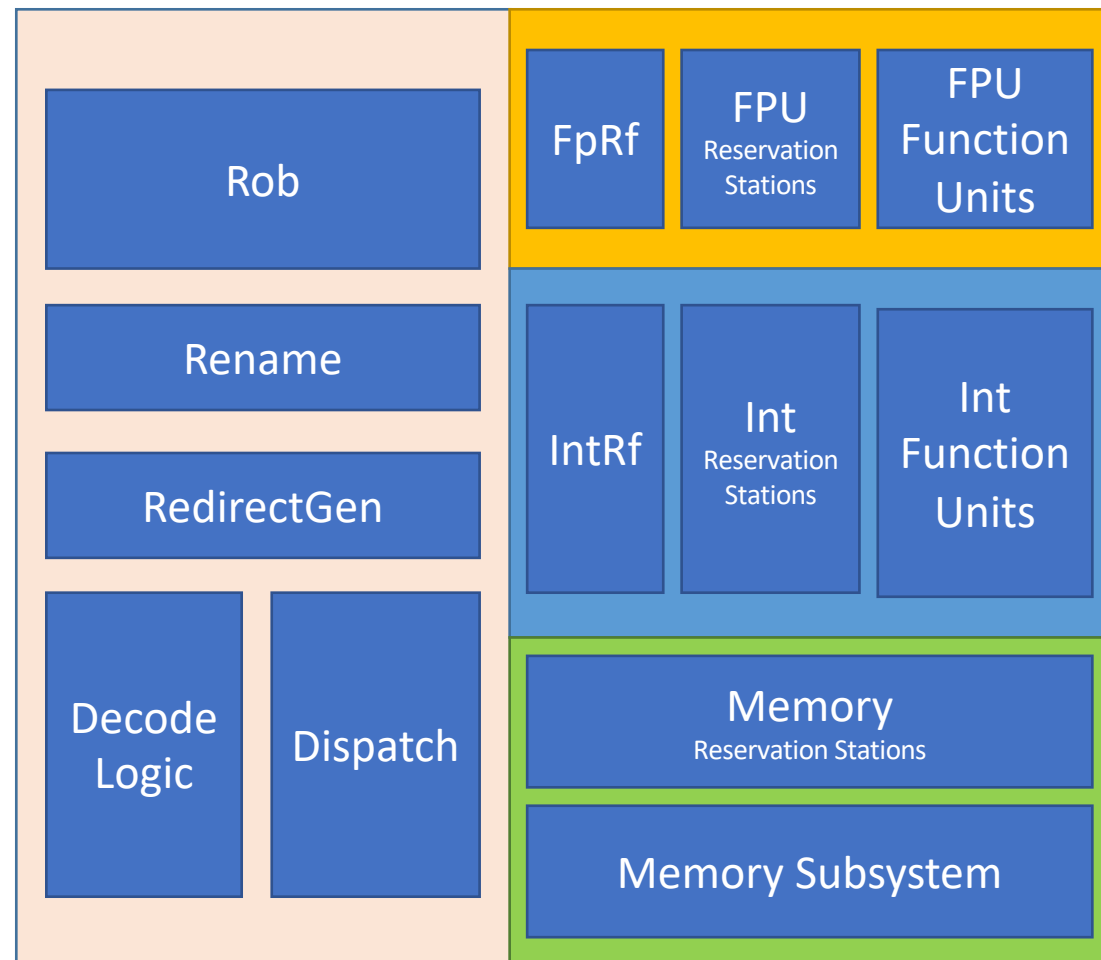 Rob
Rename
RedirectGen
Decode
Logic
Dispatch
FpRf
FPU
Reservation
Stations
FPU
Function
Units
IntRf
Int
Reservation
Stations
Int
Function
Units
Memory
Reservation Stations
Memory Subsystem